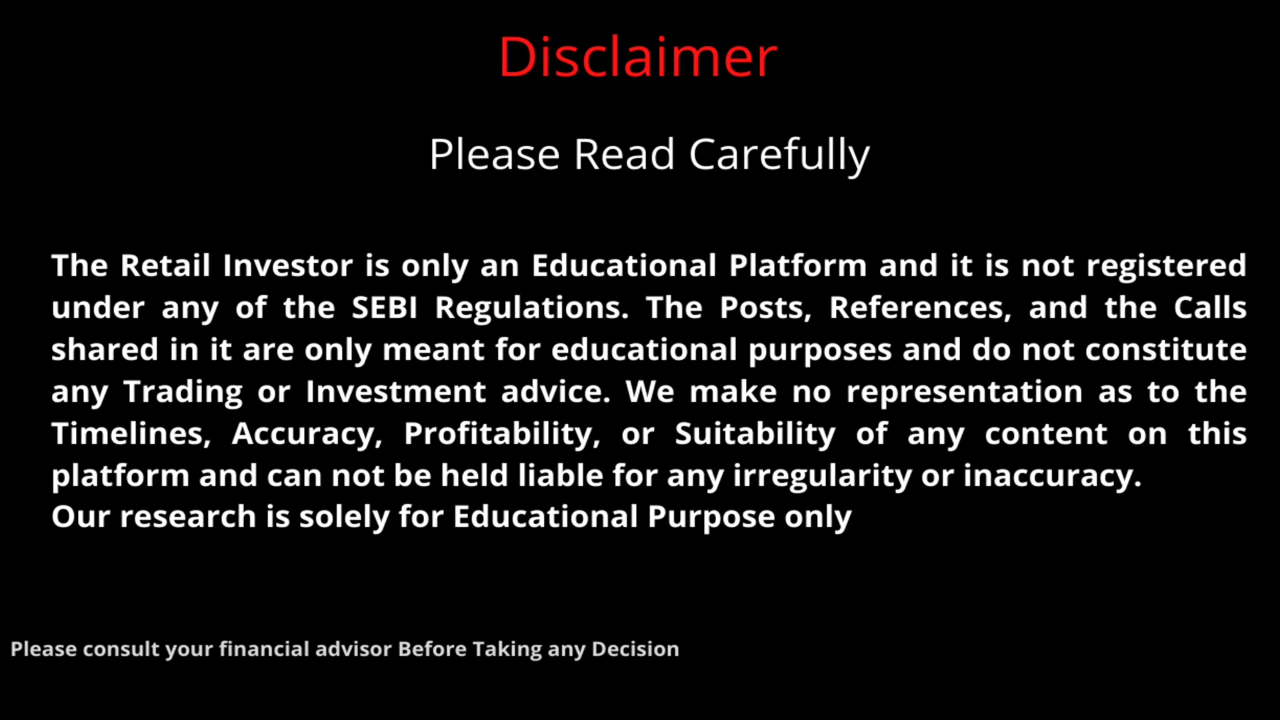 Disclaimer
Please Read Carefully
The Retail Investor is only an Educational Platform and it is not registered
under any of the SEBI Regulations. The Posts, References, and the Calls
shared in it are only meant for educational purposes and do not constitute
any Trading or Investment advice. We make no representation as to the
Timelines, Accuracy, Profitability, or Suitability of any content on this
platform and can not be held liable for any irregularity or inaccuracy.
Our research is solely for Educational Purpose only
Please consult your financial advisor Before Taking any Decision